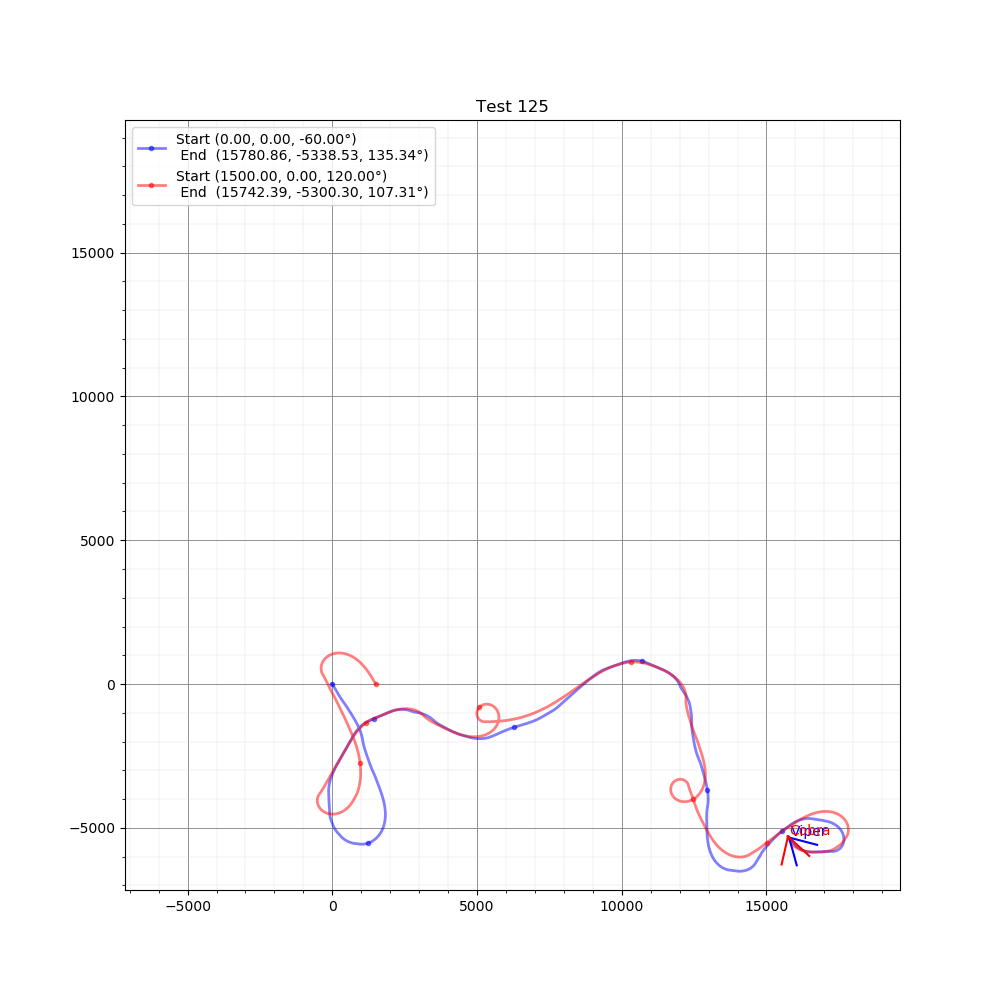 Test 125
Start (0.00, 0.00, -60.00°)
End (15780.86, -5338.53, 135.34°)
Start (1500.00, 0.00, 120.00°)
End (15742.39, -5300.30, 107.31°)
15000
10000
5000
0
−5000
Viper
Cobra
−5000
0
5000
10000
15000